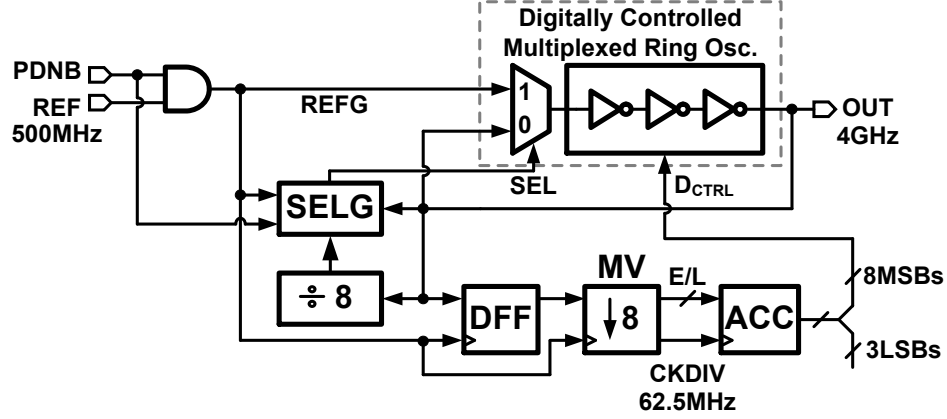 Digitally Controlled
Multiplexed Ring Osc.
PDNB
REF
500MHz
REFG
1
0
OUT
4GHz
SEL
DCTRL
SELG
÷ 8
MV
E/L
8MSBs
DFF
↓8
ACC
3LSBs
CKDIV
62.5MHz